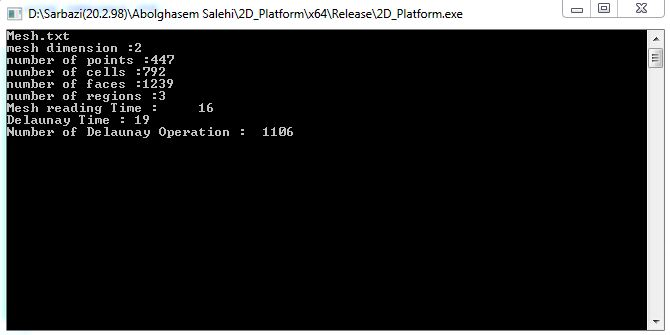 D:\Sarbazi(20.2.98)\Abolghasem Salehi\2D_Platform\x64\Release\2D_Platform.exe
Mesh.txt
mesh dimension :2
number of points :447
number of cells :792
number of faces :1239
number of regions :3
Mesh reading Time :      16
Delaunay Time : 19
Number of Delaunay Operation :  1106